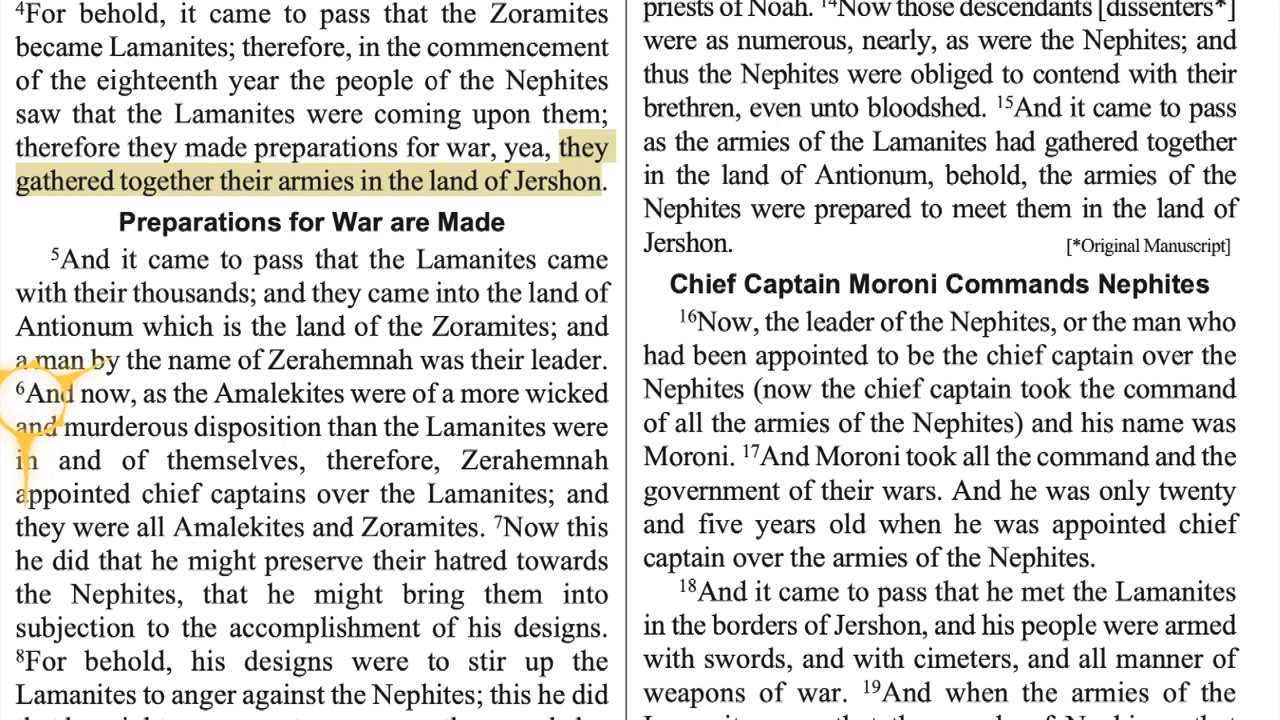 ⁴For behold, it came to pass that the Zoramites
became Lamanites; therefore, in the commencement
of the eighteenth year the people of the Nephites
saw that the Lamanites were coming upon them;
therefore they made preparations for war, yea, they
gathered together their armies in the land of Jershon.
Preparations for War are Made
⁵And it came to pass that the Lamanites came
with their thousands; and they came into the land of
Antionum which is the land of the Zoramites; and
a man by the name of Zerahemnah was their leader.
⁶And now, as the Amalekites were of a more wicked
and murderous disposition than the Lamanites were
in and of themselves, therefore, Zerahemnah
appointed chief captains over the Lamanites; and
they were all Amalekites and Zoramites. ⁷Now this
he did that he might preserve their hatred towards
the Nephites, that he might bring them into
subjection to the accomplishment of his designs.
⁸For behold, his designs were to stir up the
Lamanites to anger against the Nephites; this he did
priests of Noah. ¹⁴Now those descendants [dissenters*]
were as numerous, nearly, as were the Nephites; and
thus the Nephites were obliged to contend with their
brethren, even unto bloodshed. ¹⁵And it came to pass
as the armies of the Lamanites had gathered together
in the land of Antionum, behold, the armies of the
Nephites were prepared to meet them in the land of
Jershon. [*Original Manuscript]
Chief Captain Moroni Commands Nephites
¹⁶Now, the leader of the Nephites, or the man who
had been appointed to be the chief captain over the
Nephites (now the chief captain took the command
of all the armies of the Nephites) and his name was
Moroni. ¹⁷And Moroni took all the command and the
government of their wars. And he was only twenty
and five years old when he was appointed chief
captain over the armies of the Nephites.
¹⁸And it came to pass that he met the Lamanites
in the borders of Jershon, and his people were armed
with swords, and with cimeters, and all manner of
weapons of war. ¹⁹And when the armies of the